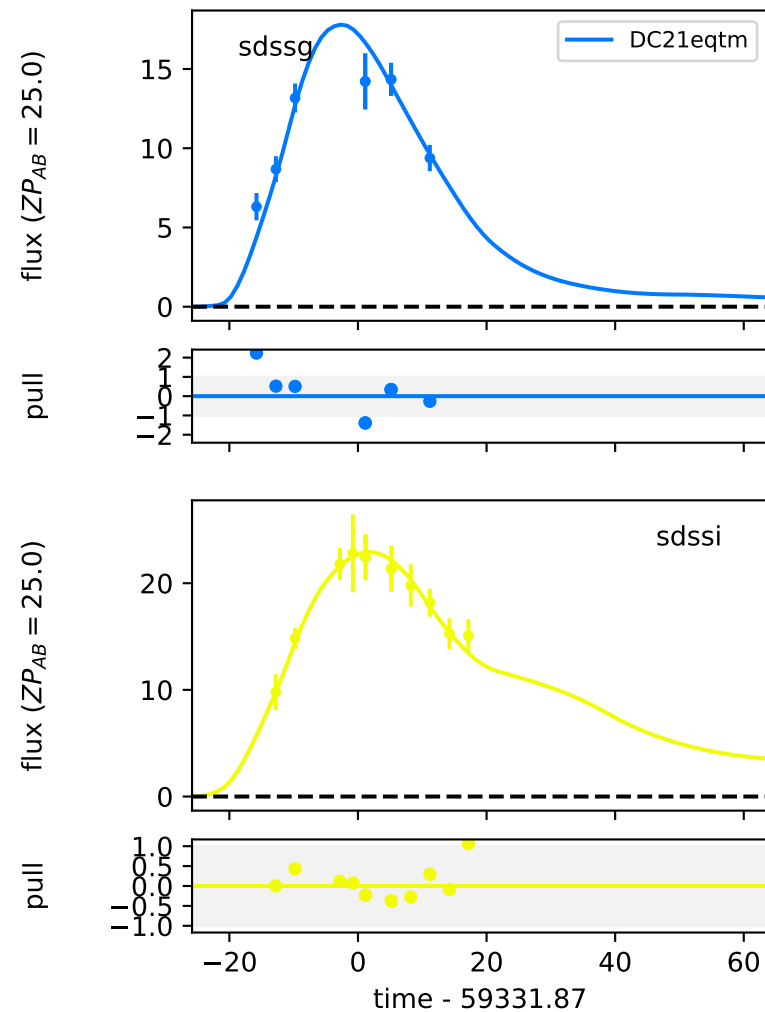 sdssg
DC21eqtm
flux (ZP_AB = 25.0)
15
10
5
0
pull
2
1
0
−1
−2
sdssi
flux (ZP_AB = 25.0)
20
10
0
pull
1.0
0.5
0.0
−0.5
−1.0
−20 0 20 40 60
time - 59331.87